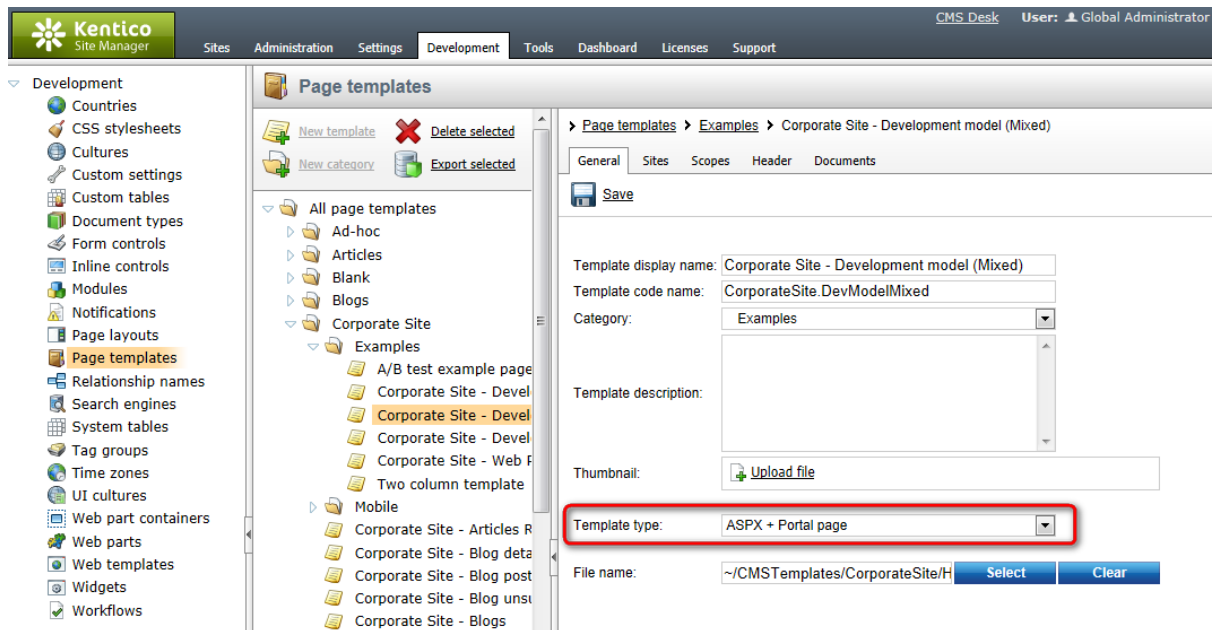 CMS Desk User: Global Administrator
Kentico
Site Manager
Sites Administration Settings Development Tools Dashboard Licenses Support
Development
Countries
CSS stylesheets
Cultures
Custom settings
Custom tables
Document types
Form controls
Inline controls
Modules
Notifications
Page layouts
Page templates
Relationship names
Search engines
System tables
Tag groups
Time zones
UI cultures
Web part containers
Web parts
Web templates
Widgets
Workflows
Page templates
New template Delete selected
New category Export selected
All page templates
Ad-hoc
Articles
Blank
Blogs
Corporate Site
Examples
A/B test example page
Corporate Site - Devel
Corporate Site - Devel
Corporate Site - Devel
Corporate Site - Web P
Two column template
Mobile
Corporate Site - Articles R
Corporate Site - Blog deta
Corporate Site - Blog post
Corporate Site - Blog unsu
Corporate Site - Blogs
> Page templates > Examples > Corporate Site - Development model (Mixed)
General Sites Scopes Header Documents
Save
Template display name: Corporate Site - Development model (Mixed)
Template code name: CorporateSite.DevModelMixed
Category: Examples
Template description:
Thumbnail: Upload file
Template type: ASPX + Portal page
File name: ~/CMSTemplates/CorporateSite/H Select Clear